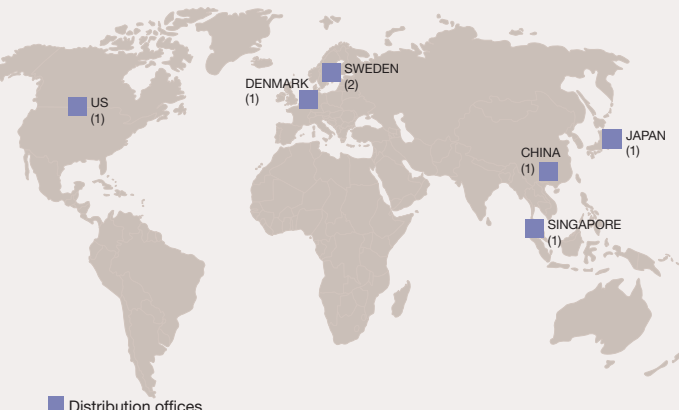 SWEDEN
(2)
DENMARK
(1)
US
(1)
JAPAN
(1)
CHINA
(1)
SINGAPORE
(1)
Distribution offices